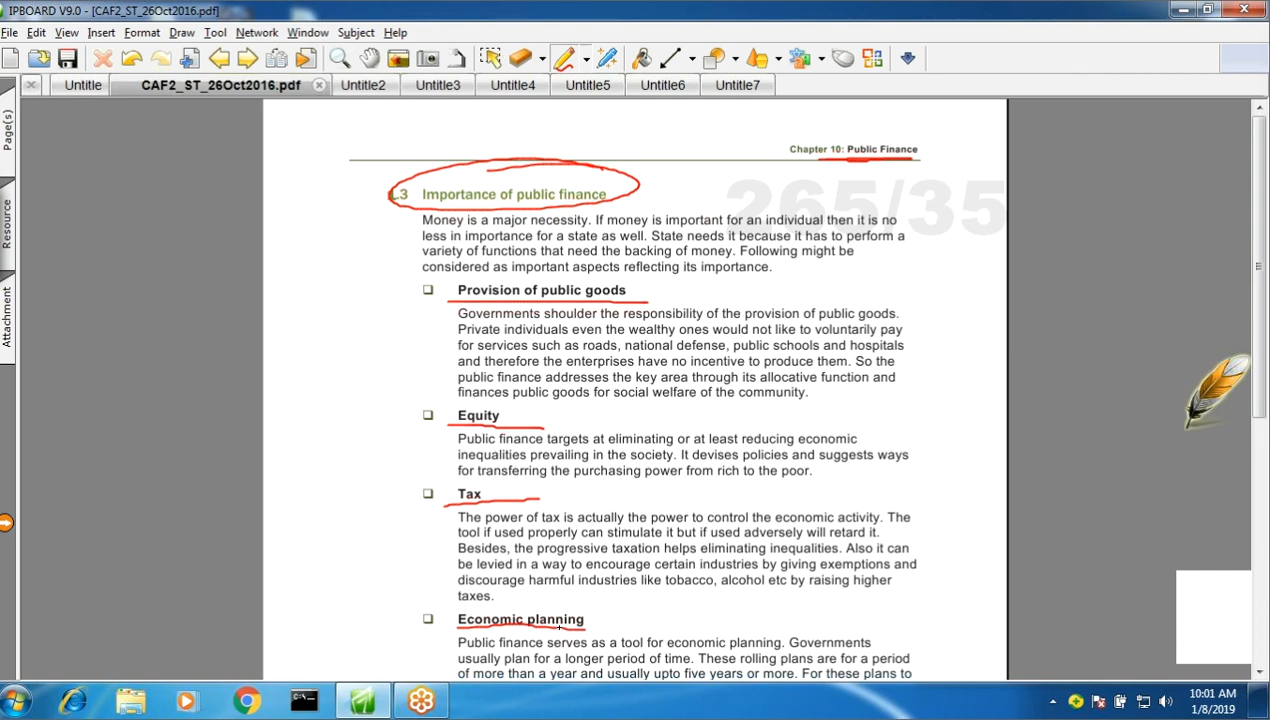 IPBOARD V9.0 - [CAF2_ST_26Oct2016.pdf]
File Edit View Insert Format Draw Tool Network Window Subject Help
Untitle CAF2_ST_26Oct2016.pdf Untitle2 Untitle3 Untitle4 Untitle5 Untitle6 Untitle7
Page(s)
Resource
Attachment
Chapter 10: Public Finance
265/35
.3 Importance of public finance
Money is a major necessity. If money is important for an individual then it is no
less in importance for a state as well. State needs it because it has to perform a
variety of functions that need the backing of money. Following might be
considered as important aspects reflecting its importance.
Provision of public goods
Governments shoulder the responsibility of the provision of public goods.
Private individuals even the wealthy ones would not like to voluntarily pay
for services such as roads, national defense, public schools and hospitals
and therefore the enterprises have no incentive to produce them. So the
public finance addresses the key area through its allocative function and
finances public goods for social welfare of the community.
Equity
Public finance targets at eliminating or at least reducing economic
inequalities prevailing in the society. It devises policies and suggests ways
for transferring the purchasing power from rich to the poor.
Tax
The power of tax is actually the power to control the economic activity. The
tool if used properly can stimulate it but if used adversely will retard it.
Besides, the progressive taxation helps eliminating inequalities. Also it can
be levied in a way to encourage certain industries by giving exemptions and
discourage harmful industries like tobacco, alcohol etc by raising higher
taxes.
Economic planning
Public finance serves as a tool for economic planning. Governments
usually plan for a longer period of time. These rolling plans are for a period
of more than a year and usually upto five years or more. For these plans to
10:01 AM
1/8/2019